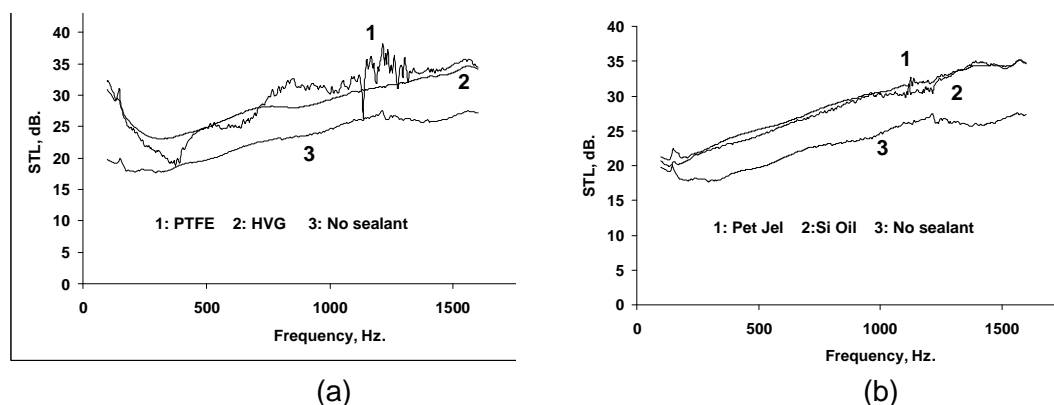 40
35
30
25
20
15
10
5
0
STL, dB.
1
2
3
1: PTFE 2: HVG 3: No sealant
0 500 1000 1500
Frequency, Hz.
(a)
40
35
30
25
20
15
10
5
0
STL, dB.
1
2
3
1: Pet Jel 2:Si Oil 3: No sealant
0 500 1000 1500
Frequency, Hz.
(b)